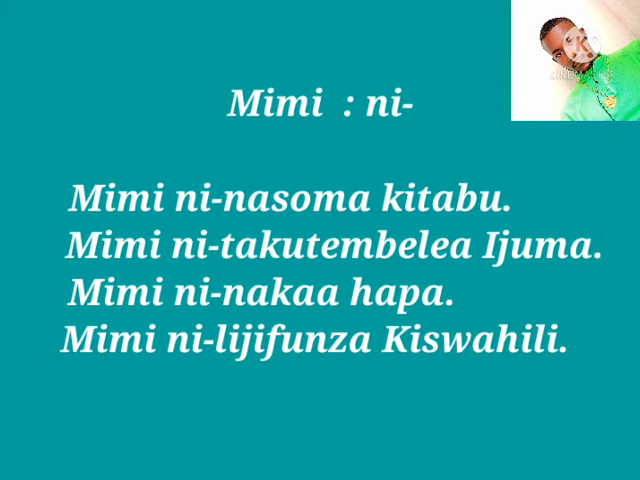 Mimi : ni-
Mimi ni-nasoma kitabu.
Mimi ni-takutembelea Ijuma.
Mimi ni-nakaa hapa.
Mimi ni-lijifunza Kiswahili.